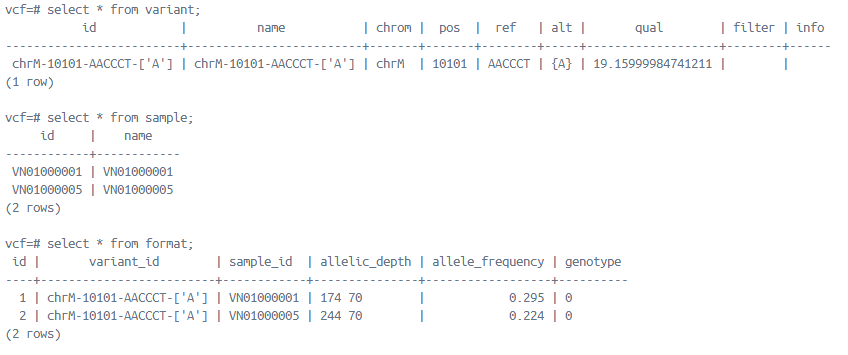 vcf=# select * from variant;
           id           |          name          | chrom |  pos  |  ref   | alt |       qual        | filter | info
------------------------+------------------------+-------+-------+--------+-----+-------------------+--------+------
 chrM-10101-AACCCT-['A'] | chrM-10101-AACCCT-['A'] | chrM  | 10101 | AACCCT | {A} | 19.15999984741211 |        |
(1 row)

vcf=# select * from sample;
     id     |    name
------------+------------
 VN01000001 | VN01000001
 VN01000005 | VN01000005
(2 rows)

vcf=# select * from format;
 id |       variant_id        | sample_id  | allelic_depth | allele_frequency | genotype
----+-------------------------+------------+---------------+------------------+----------
  1 | chrM-10101-AACCCT-['A'] | VN01000001 | 174 70        |            0.295 | 0
  2 | chrM-10101-AACCCT-['A'] | VN01000005 | 244 70        |            0.224 | 0
(2 rows)